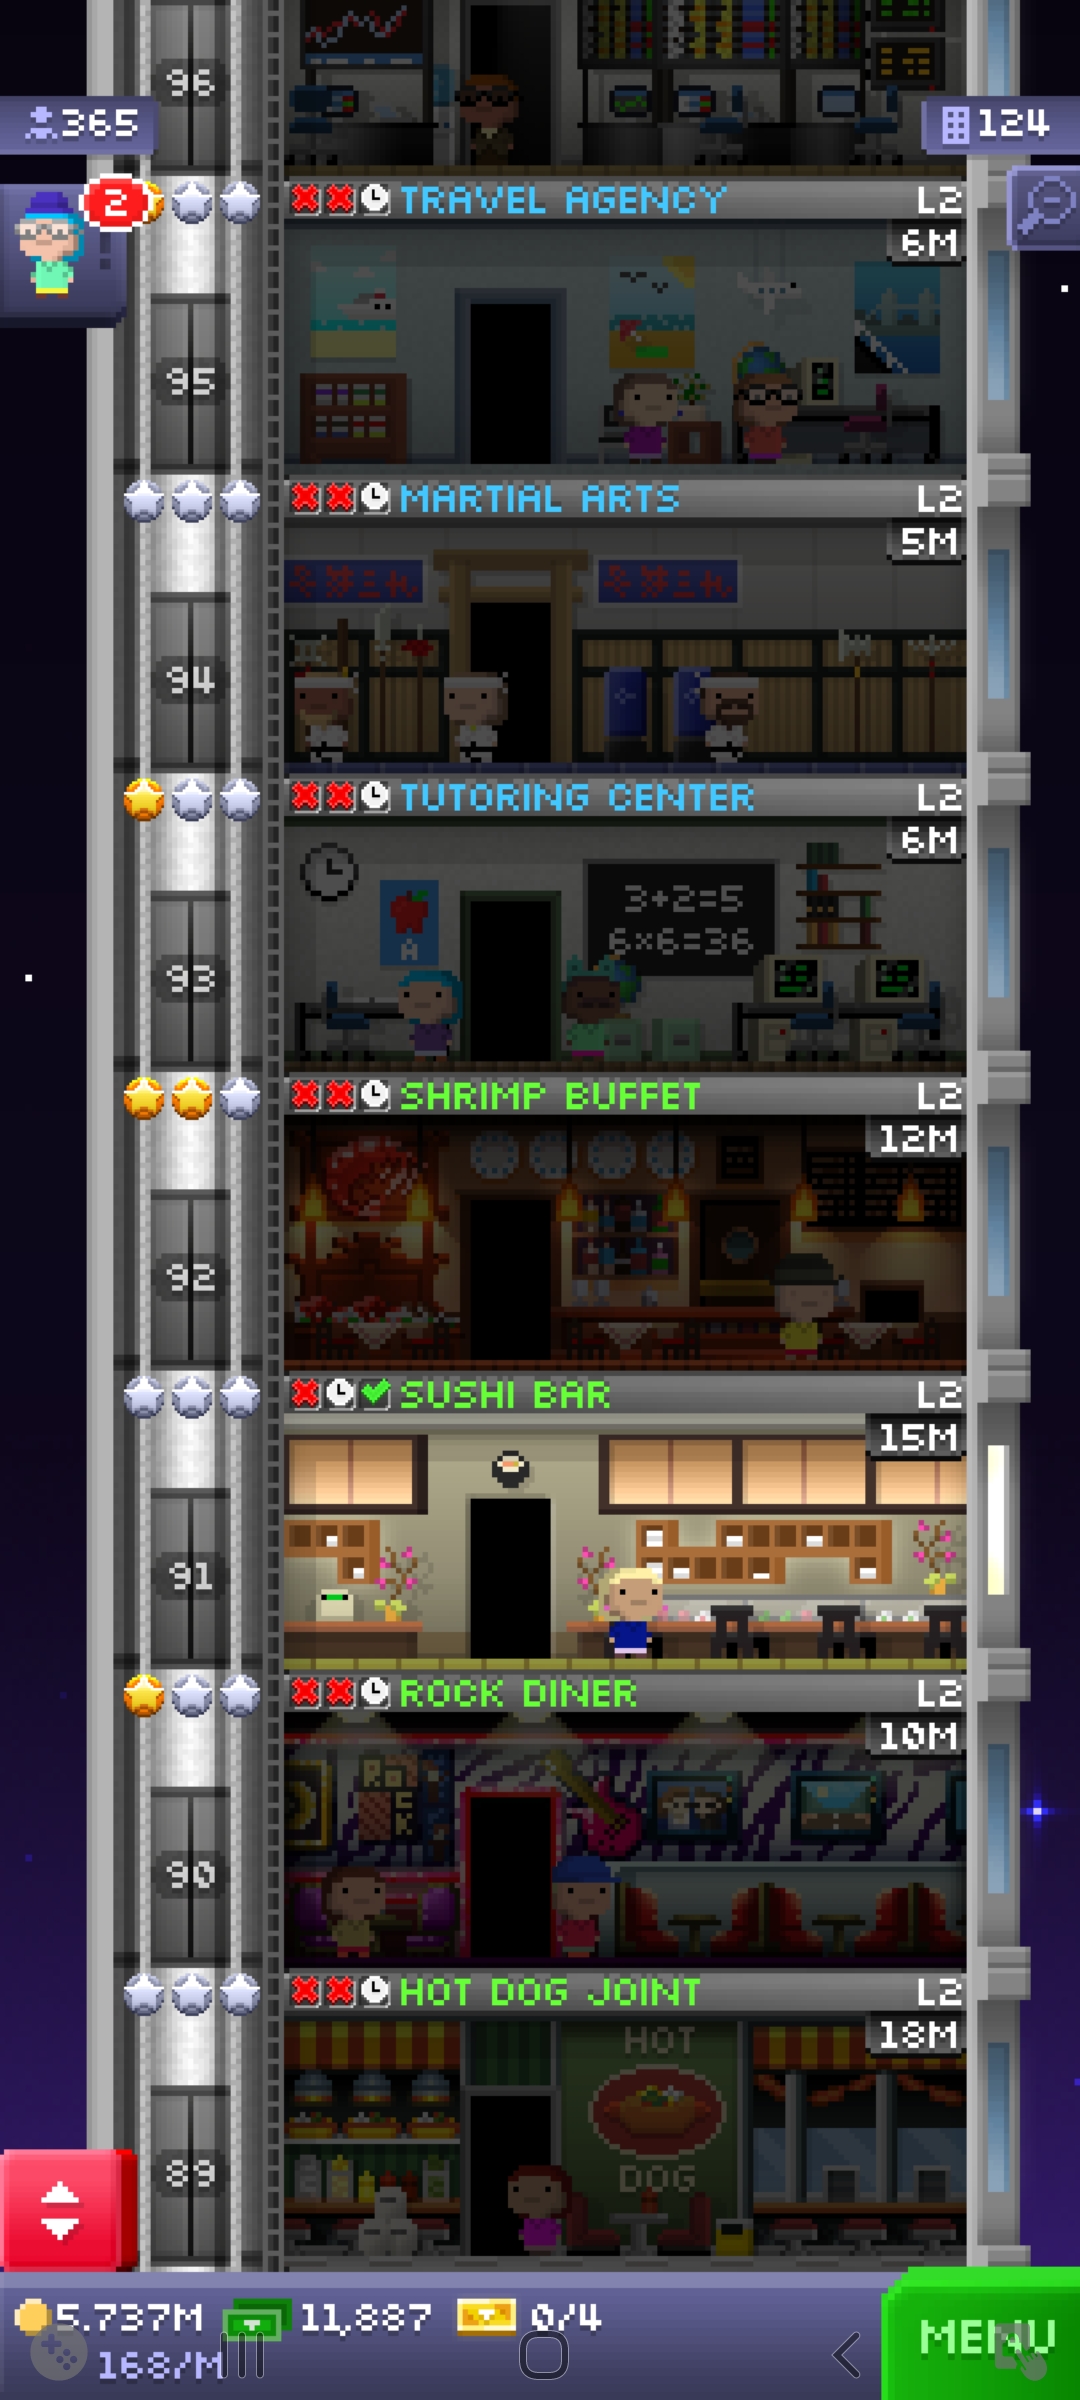 96
365
124
2
TRAVEL AGENCY L2
6M
95
MARTIAL ARTS L2
5M
94
TUTORING CENTER L2
6M
3+2=5
6×6=36
A
93
SHRIMP BUFFET L2
12M
92
SUSHI BAR L2
15M
91
ROCK DINER L2
10M
90
HOT DOG JOINT L2
18M
HOT
DOG
89
5.737M 11,887 0/4
168/M
MENU